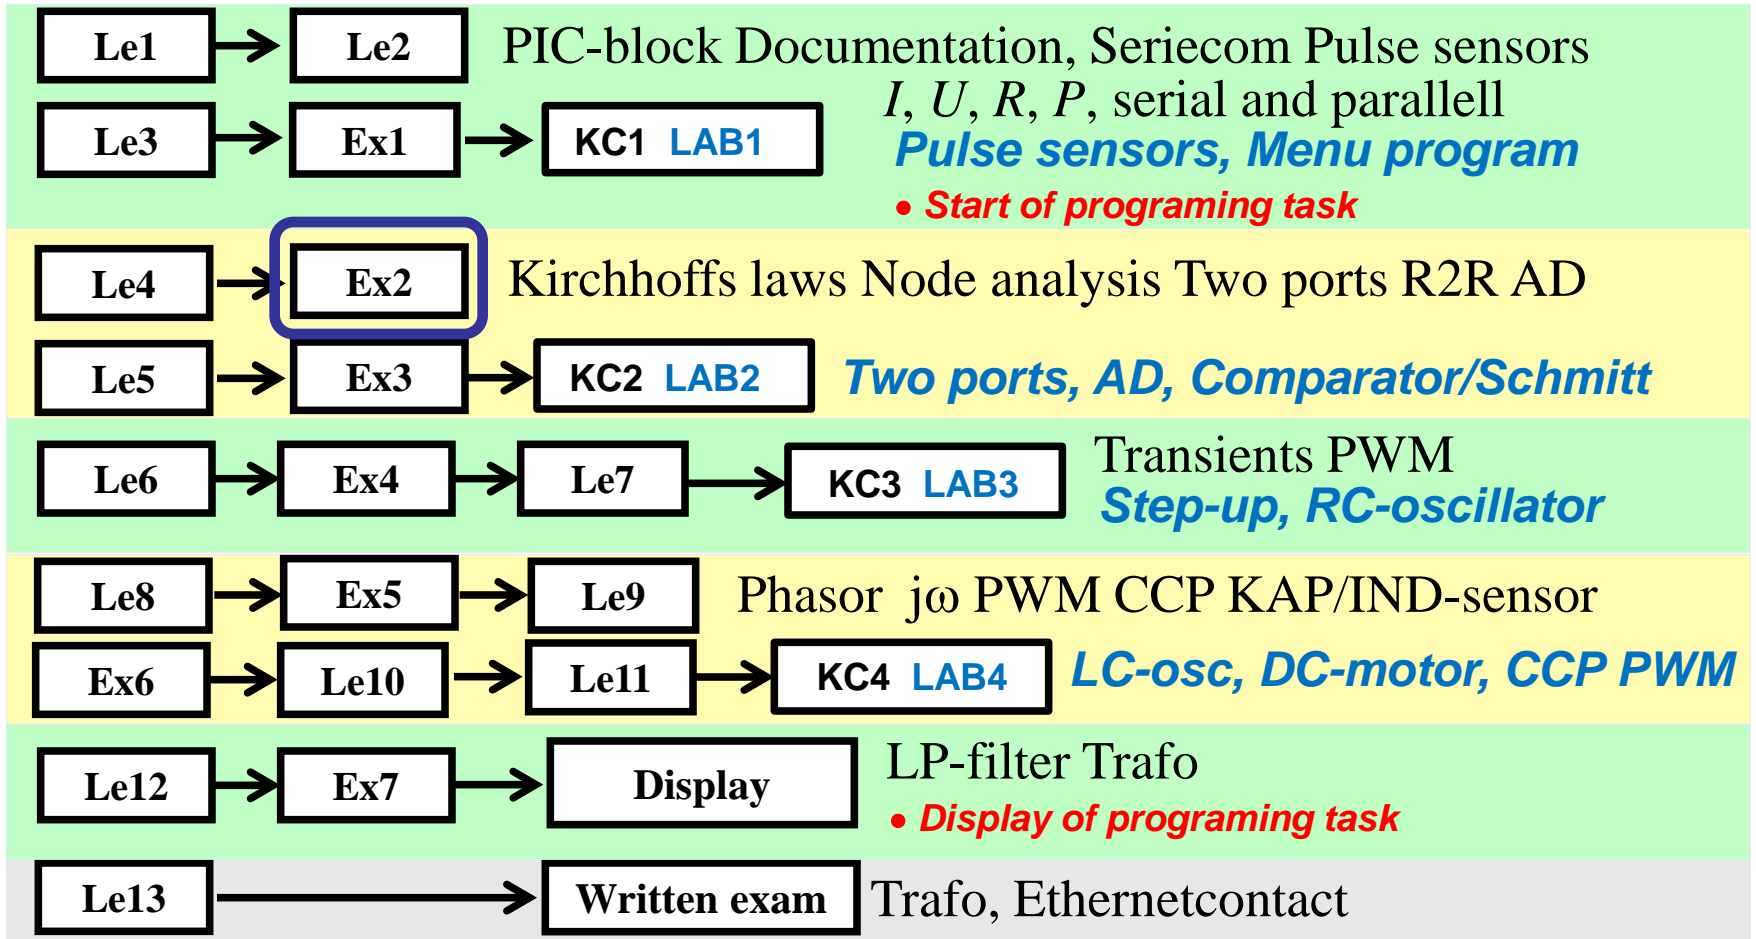 Le1 Le2 PIC-block Documentation, Seriecom Pulse sensors
I, U, R, P, serial and parallell
Le3 Ex1 KC1 LAB1 Pulse sensors, Menu program
• Start of programing task
Le4 Ex2 Kirchhoffs laws Node analysis Two ports R2R AD
Le5 Ex3 KC2 LAB2 Two ports, AD, Comparator/Schmitt
Le6 Ex4 Le7 KC3 LAB3 Transients PWM
Step-up, RC-oscillator
Le8 Ex5 Le9 Phasor jω PWM CCP KAP/IND-sensor
Ex6 Le10 Le11 KC4 LAB4 LC-osc, DC-motor, CCP PWM
Le12 Ex7 Display LP-filter Trafo
• Display of programing task
Le13 Written exam Trafo, Ethernetcontact